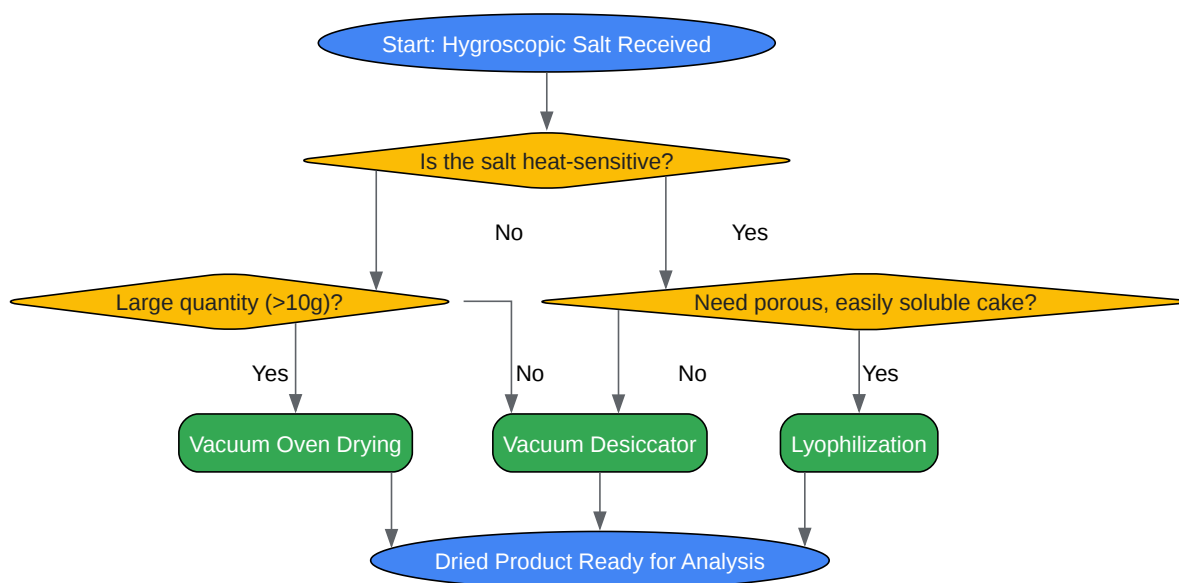 Start: Hygroscopic Salt Received
Is the salt heat-sensitive?
No
Yes
Large quantity (>10g)?
Need porous, easily soluble cake?
Yes
No
No
Yes
Vacuum Oven Drying
Vacuum Desiccator
Lyophilization
Dried Product Ready for Analysis